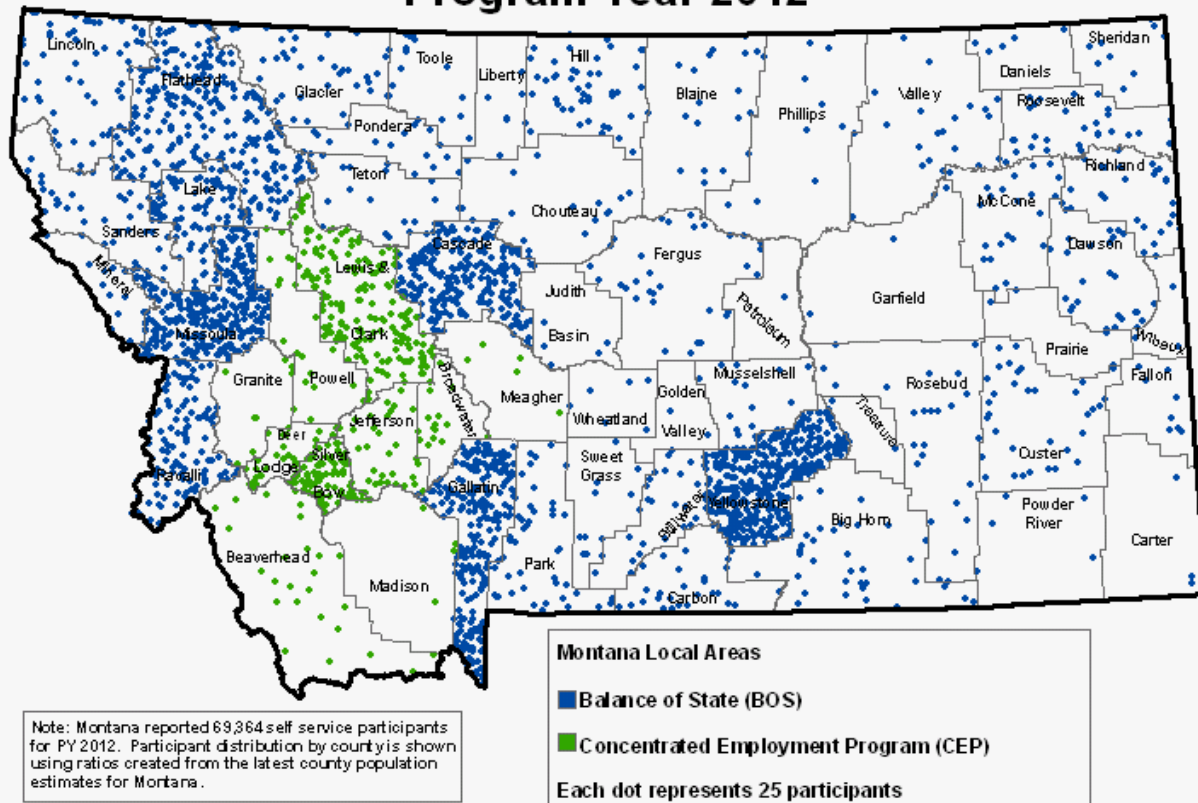 Program Year 2012
Lincoln
Flathead
Glacier
Toole
Liberty
Hill
Blaine
Phillips
Valley
Daniels
Sheridan
Roosevelt
Pondera
Teton
Chouteau
Richland
McCone
Dawson
Lake
Sanders
Mineral
Missoula
Lewis &
Clark
Cascade
Judith
Basin
Fergus
Petroleum
Garfield
Prairie
Wibaux
Fallon
Granite
Powell
Jefferson
Broadwater
Meagher
Wheatland
Golden
Valley
Musselshell
Treasure
Rosebud
Custer
Ravalli
Deer
Lodge
Silver
Bow
Gallatin
Sweet
Grass
Stillwater
Yellowstone
Big Horn
Powder
River
Carter
Beaverhead
Madison
Park
Carbon
Note: Montana reported 69,364 self service participants
for PY 2012. Participant distribution by county is shown
using ratios created from the latest county population
estimates for Montana.
Montana Local Areas
Balance of State (BOS)
Concentrated Employment Program (CEP)
Each dot represents 25 participants